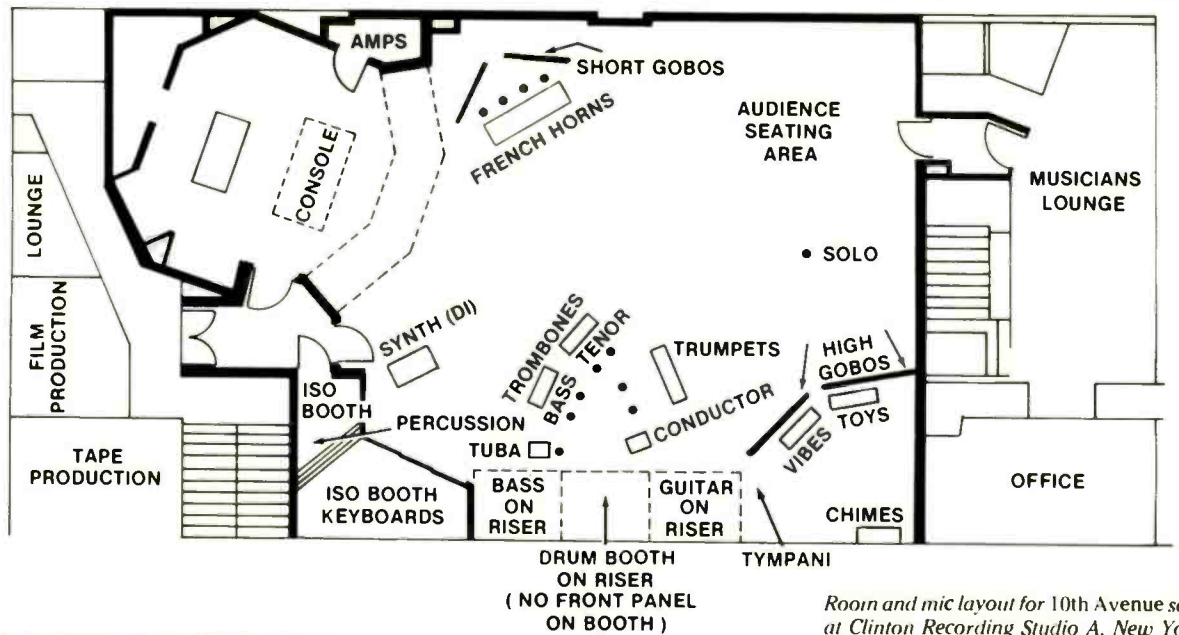 AMPS
SHORT GOBOS
FRENCH HORNS
CONSOLE
AUDIENCE
SEATING
AREA
MUSICIANS
LOUNGE
LOUNGE
SOLO
FILM
PRODUCTION
SYNTH (DI)
TROMBONES
TENOR
BASS
TRUMPETS
HIGH
GOBOS
ISO
BOOTH
PERCUSSION
CONDUCTOR
TOYS
VIBES
TUBA
TAPE
PRODUCTION
ISO BOOTH
KEYBOARDS
BASS
ON
RISER
GUITAR
ON
RISER
OFFICE
CHIMES
DRUM BOOTH
ON RISER
( NO FRONT PANEL
ON BOOTH )
TYMPANI
Room and mic layout for 10th Avenue
at Clinton Recording Studio A, New